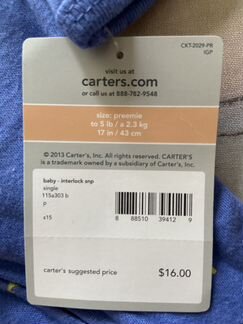 CKT-2029-PR
IGP
visit us at
carters.com
or call us at 888-782-9548
size: preemie
to 5 lb / a 2.3 kg
17 in / 43 cm
© 2013 Carter's, Inc. All rights reserved. CARTER'S
is a trademark owned by a subsidiary of Carter's, Inc.
baby - interlock snp
single
115a303 b
p
s15
8 88510 39412 9
carter's suggested price $16.00